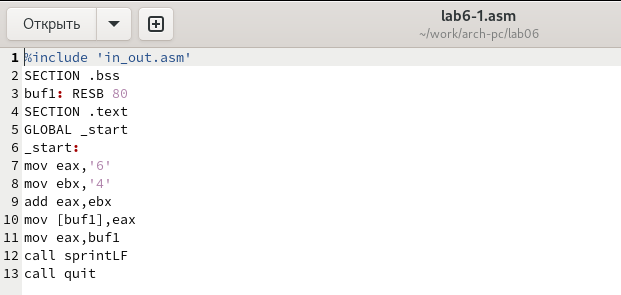 Открыть
lab6-1.asm
~/work/arch-pc/lab06
1 %include 'in_out.asm'
2 SECTION .bss
3 buf1: RESB 80
4 SECTION .text
5 GLOBAL _start
6 _start:
7 mov eax,'6'
8 mov ebx,'4'
9 add eax,ebx
10 mov [buf1],eax
11 mov eax,buf1
12 call sprintLF
13 call quit